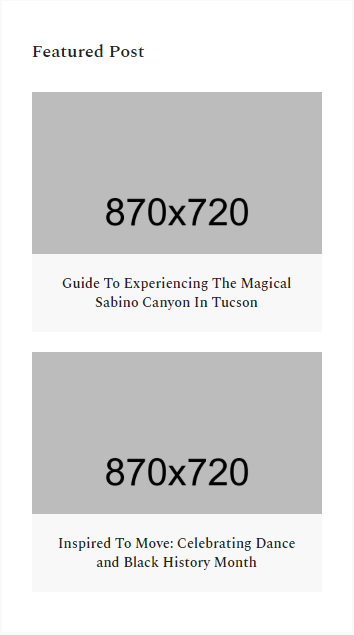 Featured Post
870x720
Guide To Experiencing The Magical
Sabino Canyon In Tucson
870x720
Inspired To Move: Celebrating Dance
and Black History Month